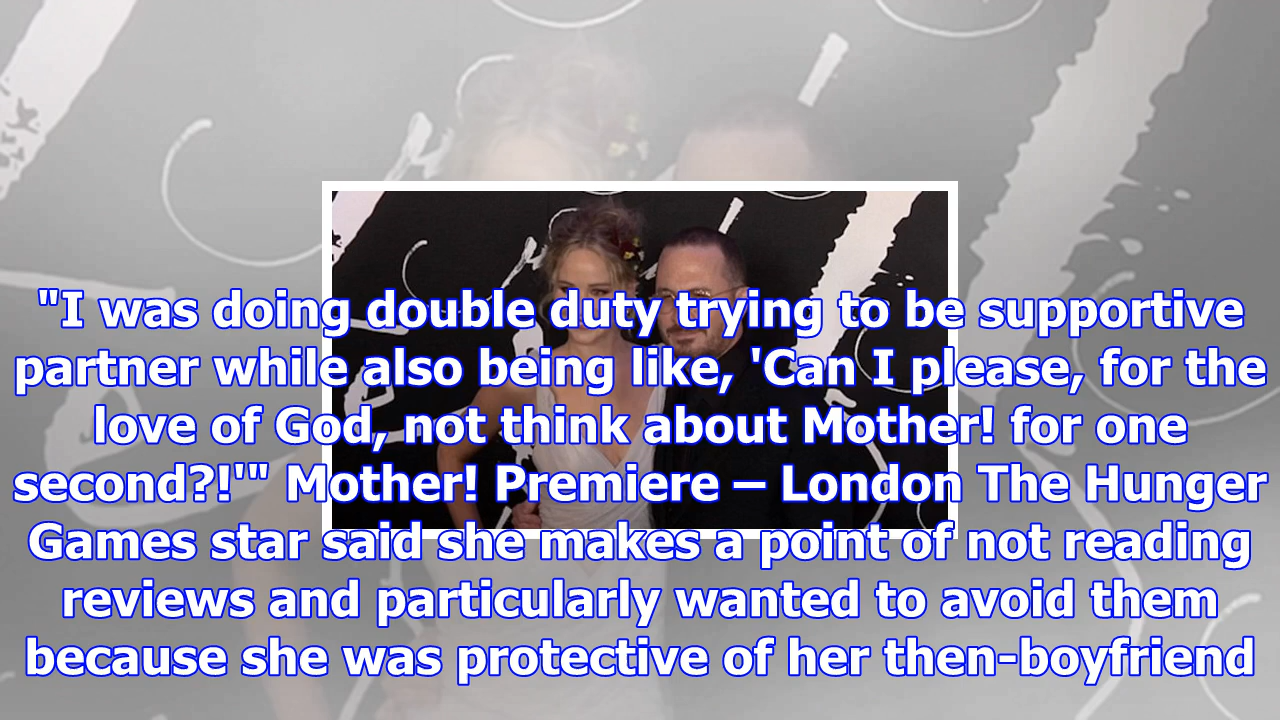 "I was doing double duty trying to be supportive
partner while also being like, 'Can I please, for the
love of God, not think about Mother! for one
second?!'" Mother! Premiere – London The Hunger
Games star said she makes a point of not reading
reviews and particularly wanted to avoid them
because she was protective of her then-boyfriend